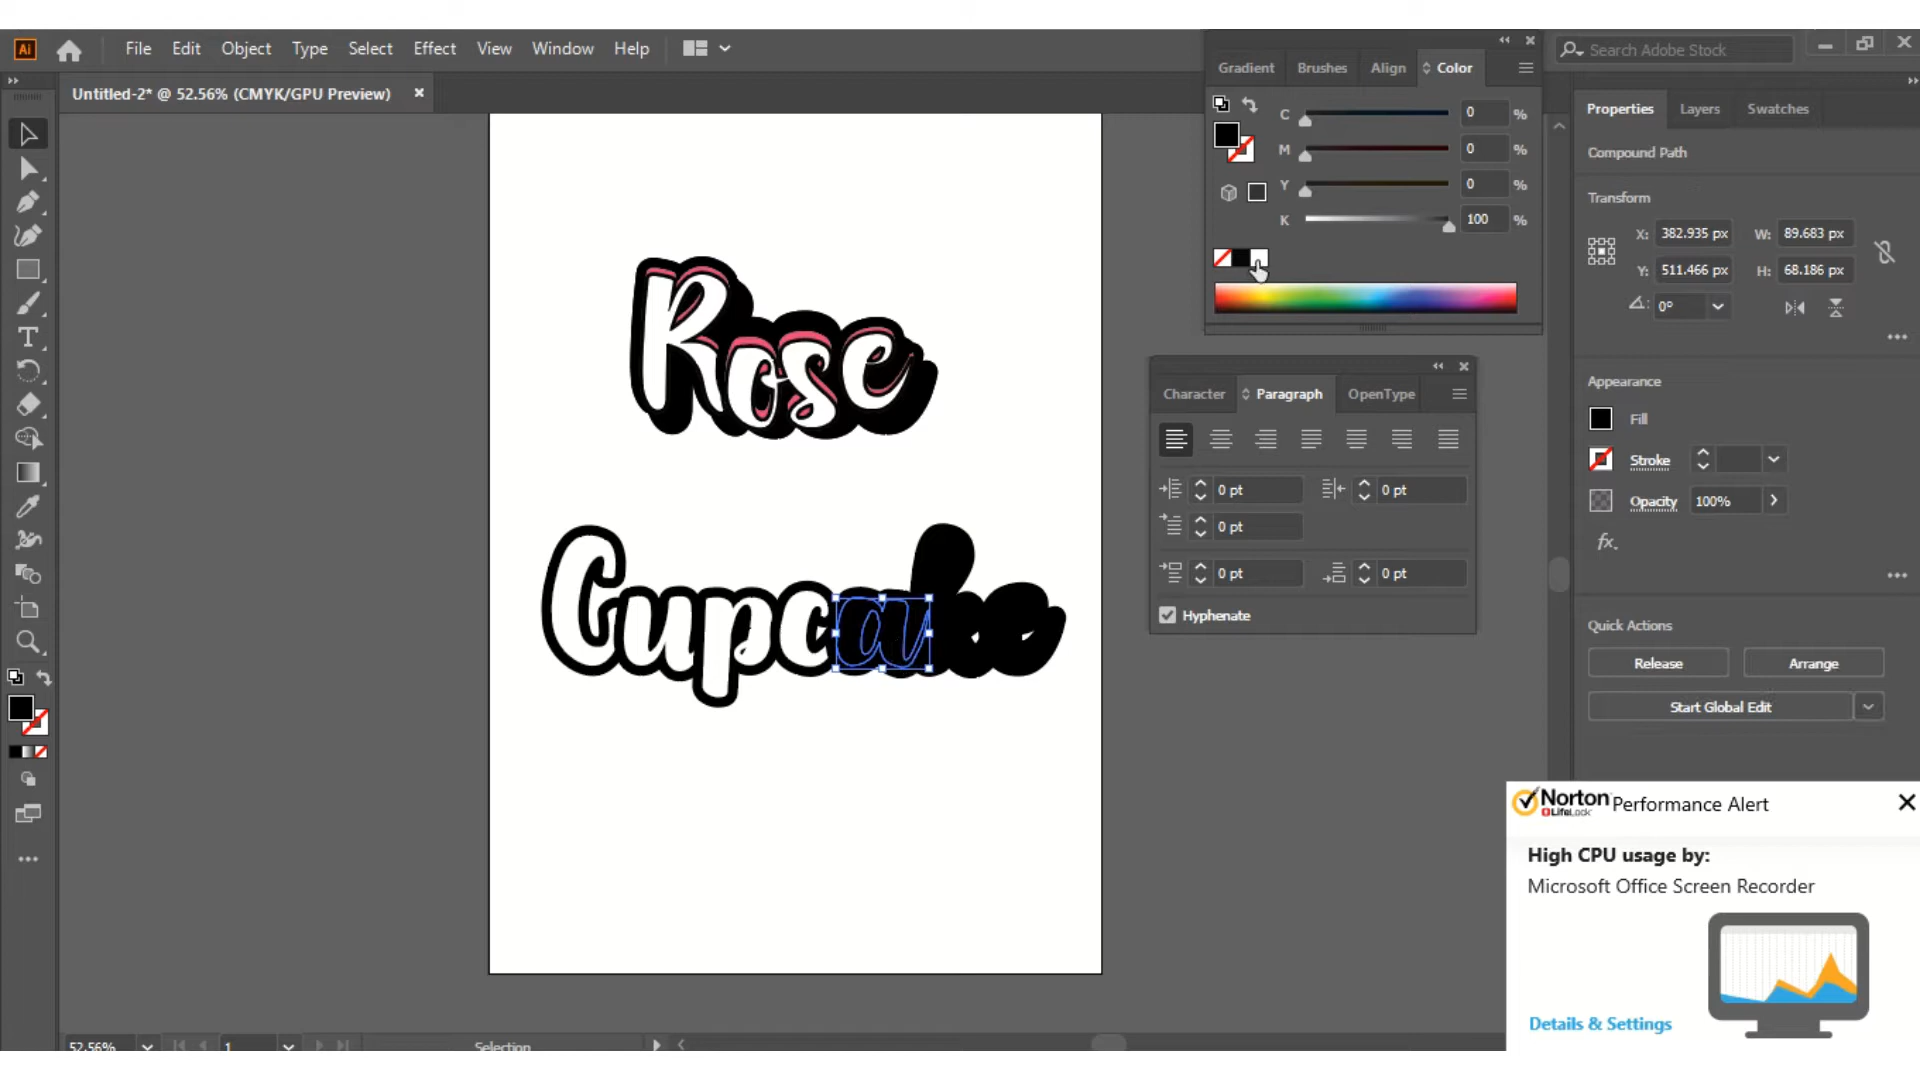 Ai File Edit Object Type Select Effect View Window Help
Search Adobe Stock
Untitled-2* @ 52.56% (CMYK/GPU Preview) ×
Gradient Brushes Align Color
C 0 %
M 0 %
Y 0 %
K 100 %
Properties Layers Swatches
Compound Path
Transform
X: 382.935 px W: 89.683 px
Y: 511.466 px H: 68.186 px
0°
Appearance
Fill
Stroke
Opacity 100%
fx.
Quick Actions
Release Arrange
Start Global Edit
Character Paragraph OpenType
0 pt 0 pt
0 pt
0 pt 0 pt
Hyphenate
Rose
Cupcake
Norton Performance Alert
LifeLock
High CPU usage by:
Microsoft Office Screen Recorder
Details & Settings
52.56% 1 Selection